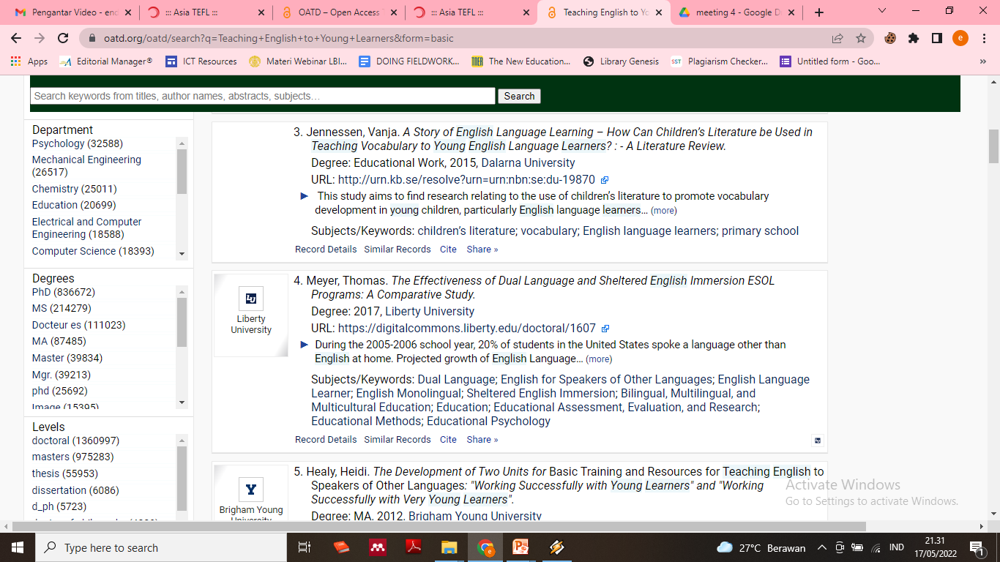 Pengantar Video - enc
::: Asia TEFL :::
OATD – Open Access T
::: Asia TEFL :::
Teaching English to Yo
meeting 4 - Google D
oatd.org/oatd/search?q=Teaching+English+to+Young+Learners&form=basic
e
Apps
Editorial Manager®
ICT Resources
Materi Webinar LBI...
DOING FIELDWORK...
The New Education...
Library Genesis
Plagiarism Checker...
Untitled form - Goo...
»
Search keywords from titles, author names, abstracts, subjects…
Search
Department
Psychology (32588)
Mechanical Engineering
(26517)
Chemistry (25011)
Education (20699)
Electrical and Computer
Engineering (18588)
Computer Science (18393)
Degrees
PhD (836672)
MS (214279)
Docteur es (111023)
MA (87485)
Master (39834)
Mgr. (39213)
phd (25692)
Image (15395)
Levels
doctoral (1360997)
masters (975283)
thesis (55953)
dissertation (6086)
d_ph (5723)
3. Jennessen, Vanja. A Story of English Language Learning – How Can Children’s Literature be Used in
Teaching Vocabulary to Young English Language Learners? : - A Literature Review.
Degree: Educational Work, 2015, Dalarna University
URL: http://urn.kb.se/resolve?urn=urn:nbn:se:du-19870
► This study aims to find research relating to the use of children’s literature to promote vocabulary
development in young children, particularly English language learners… (more)
Subjects/Keywords: children’s literature; vocabulary; English language learners; primary school
Record Details Similar Records Cite Share »
LU
Liberty
University
4. Meyer, Thomas. The Effectiveness of Dual Language and Sheltered English Immersion ESOL
Programs: A Comparative Study.
Degree: 2017, Liberty University
URL: https://digitalcommons.liberty.edu/doctoral/1607
► During the 2005-2006 school year, 20% of students in the United States spoke a language other than
English at home. Projected growth of English Language… (more)
Subjects/Keywords: Dual Language; English for Speakers of Other Languages; English Language
Learner; English Monolingual; Sheltered English Immersion; Bilingual, Multilingual, and
Multicultural Education; Education; Educational Assessment, Evaluation, and Research;
Educational Methods; Educational Psychology
Record Details Similar Records Cite Share »
Y
Brigham Young
University
5. Healy, Heidi. The Development of Two Units for Basic Training and Resources for Teaching English to
Speakers of Other Languages: "Working Successfully with Young Learners" and "Working
Successfully with Very Young Learners".
Degree: MA, 2012, Brigham Young University
Activate Windows
Go to Settings to activate Windows.
Type here to search
27°C Berawan
IND
21.31
17/05/2022
1